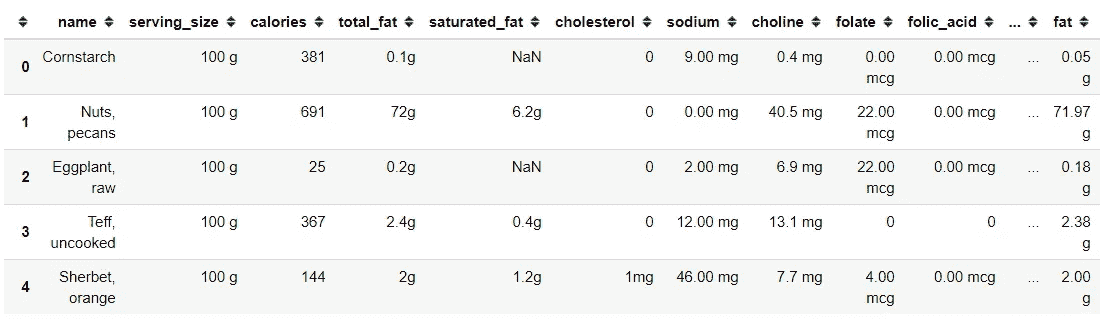 name serving_size calories total_fat saturated_fat cholesterol sodium choline folate folic_acid ... fat
0 Cornstarch 100 g 381 0.1g NaN 0 9.00 mg 0.4 mg 0.00 mcg 0.00 mcg ... 0.05 g
1 Nuts, pecans 100 g 691 72g 6.2g 0 0.00 mg 40.5 mg 22.00 mcg 0.00 mcg ... 71.97 g
2 Eggplant, raw 100 g 25 0.2g NaN 0 2.00 mg 6.9 mg 22.00 mcg 0.00 mcg ... 0.18 g
3 Teff, uncooked 100 g 367 2.4g 0.4g 0 12.00 mg 13.1 mg 0 0 ... 2.38 g
4 Sherbet, orange 100 g 144 2g 1.2g 1mg 46.00 mg 7.7 mg 4.00 mcg 0.00 mcg ... 2.00 g